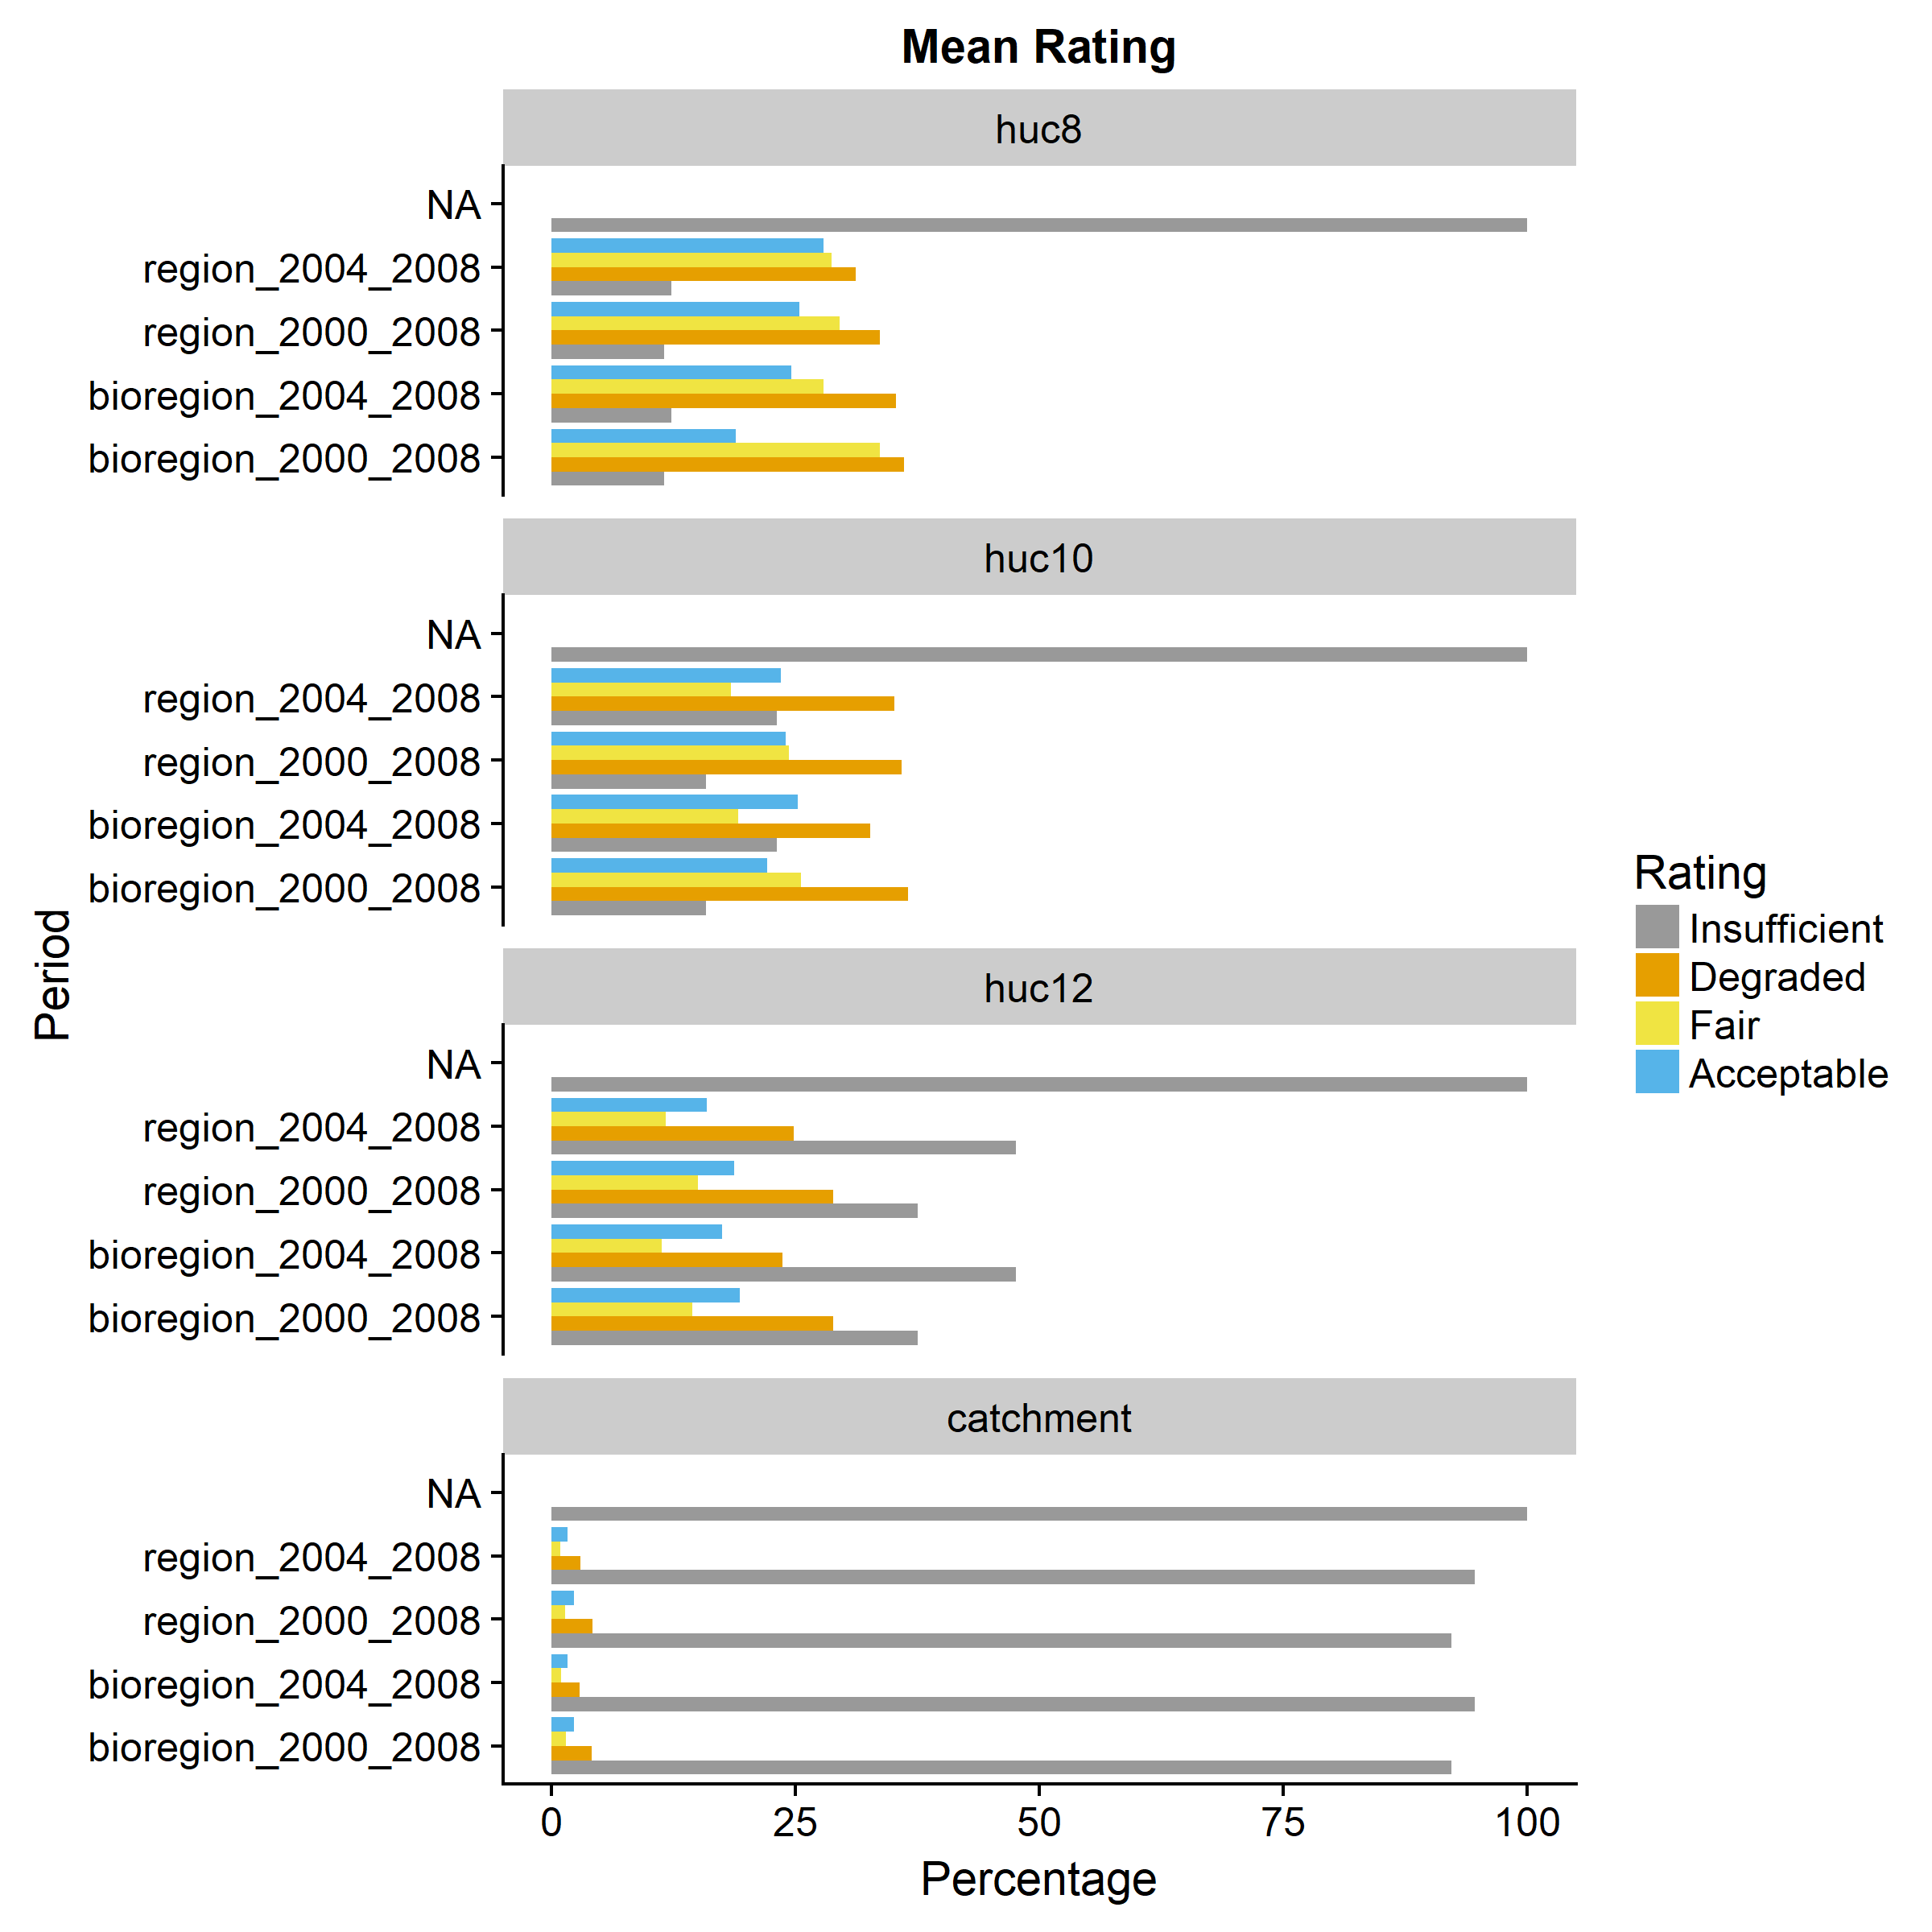 Mean Rating
huc8
NA
region_2004_2008
region_2000_2008
bioregion_2004_2008
bioregion_2000_2008
huc10
NA
region_2004_2008
region_2000_2008
bioregion_2004_2008
bioregion_2000_2008
huc12
NA
region_2004_2008
region_2000_2008
bioregion_2004_2008
bioregion_2000_2008
catchment
NA
region_2004_2008
region_2000_2008
bioregion_2004_2008
bioregion_2000_2008
0 25 50 75 100
Percentage
Period
Rating
Insufficient
Degraded
Fair
Acceptable